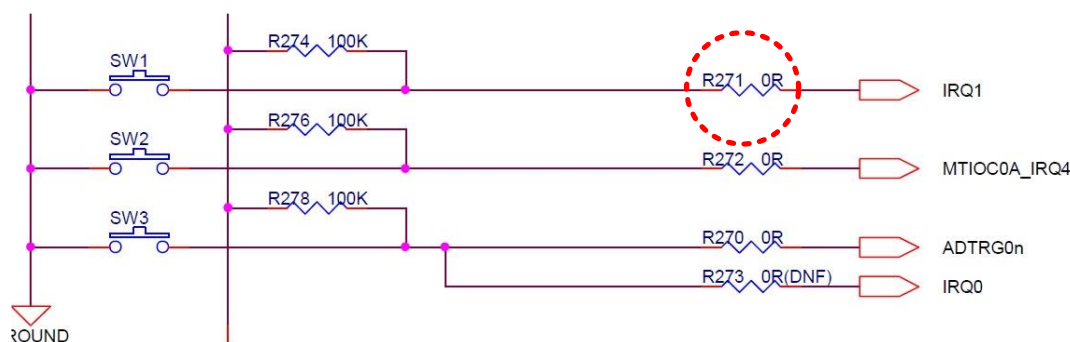 R274 100K
SW1
R271 0R
IRQ1
R276 100K
SW2
R272 0R
MTIOC0A_IRQ4
R278 100K
SW3
R270 0R
ADTRG0n
R273 0R(DNF)
IRQ0
ROUND